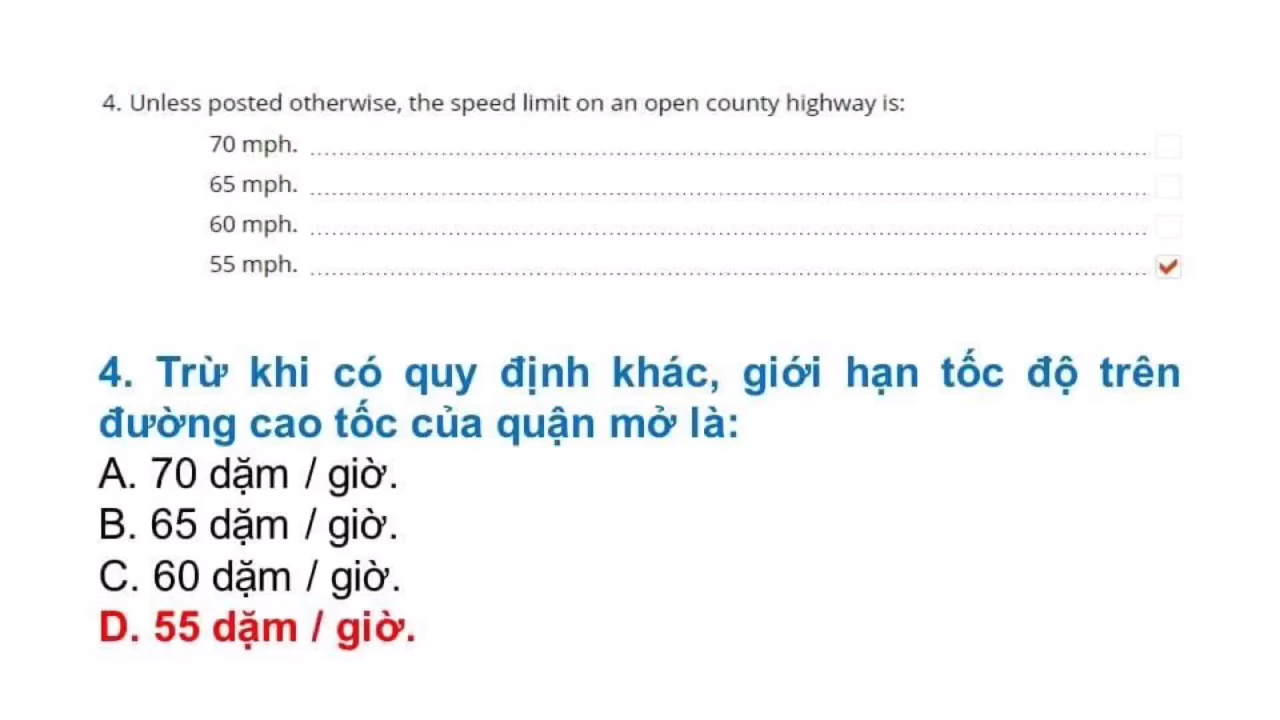 4. Unless posted otherwise, the speed limit on an open county highway is:
70 mph.
65 mph.
60 mph.
55 mph.
4. Trừ khi có quy định khác, giới hạn tốc độ trên
đường cao tốc của quận mở là:
A. 70 dặm / giờ.
B. 65 dặm / giờ.
C. 60 dặm / giờ.
D. 55 dặm / giờ.